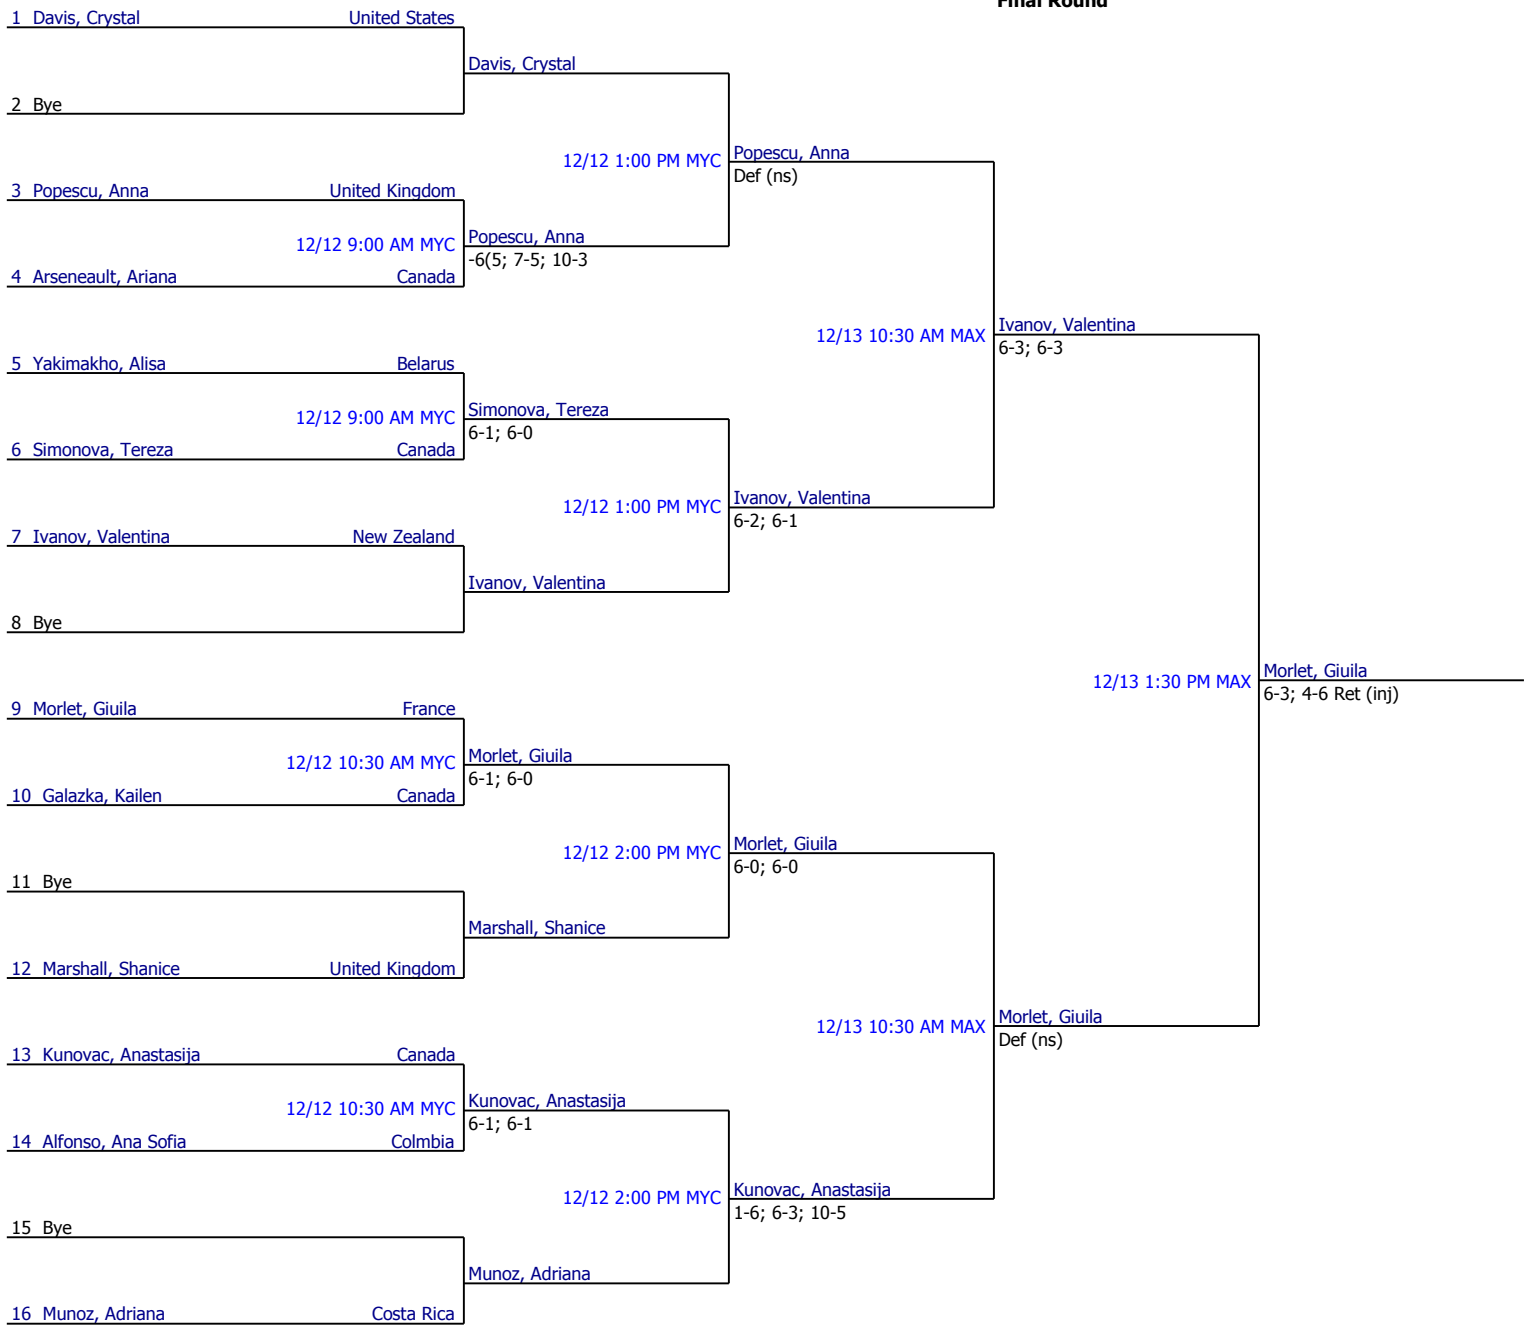 Final Round
1 Davis, Crystal United States
Davis, Crystal
2 Bye
12/12 1:00 PM MYC Popescu, Anna
Def (ns)
3 Popescu, Anna United Kingdom
12/12 9:00 AM MYC Popescu, Anna
-6(5; 7-5; 10-3
4 Arseneault, Ariana Canada
12/13 10:30 AM MAX Ivanov, Valentina
6-3; 6-3
5 Yakimakho, Alisa Belarus
12/12 9:00 AM MYC Simonova, Tereza
6-1; 6-0
6 Simonova, Tereza Canada
12/12 1:00 PM MYC Ivanov, Valentina
6-2; 6-1
7 Ivanov, Valentina New Zealand
Ivanov, Valentina
8 Bye
12/13 1:30 PM MAX Morlet, Giuila
6-3; 4-6 Ret (inj)
9 Morlet, Giuila France
12/12 10:30 AM MYC Morlet, Giuila
6-1; 6-0
10 Galazka, Kailen Canada
12/12 2:00 PM MYC Morlet, Giuila
6-0; 6-0
11 Bye
Marshall, Shanice
12 Marshall, Shanice United Kingdom
12/13 10:30 AM MAX Morlet, Giuila
Def (ns)
13 Kunovac, Anastasija Canada
12/12 10:30 AM MYC Kunovac, Anastasija
6-1; 6-1
14 Alfonso, Ana Sofia Colmbia
12/12 2:00 PM MYC Kunovac, Anastasija
1-6; 6-3; 10-5
15 Bye
Munoz, Adriana
16 Munoz, Adriana Costa Rica